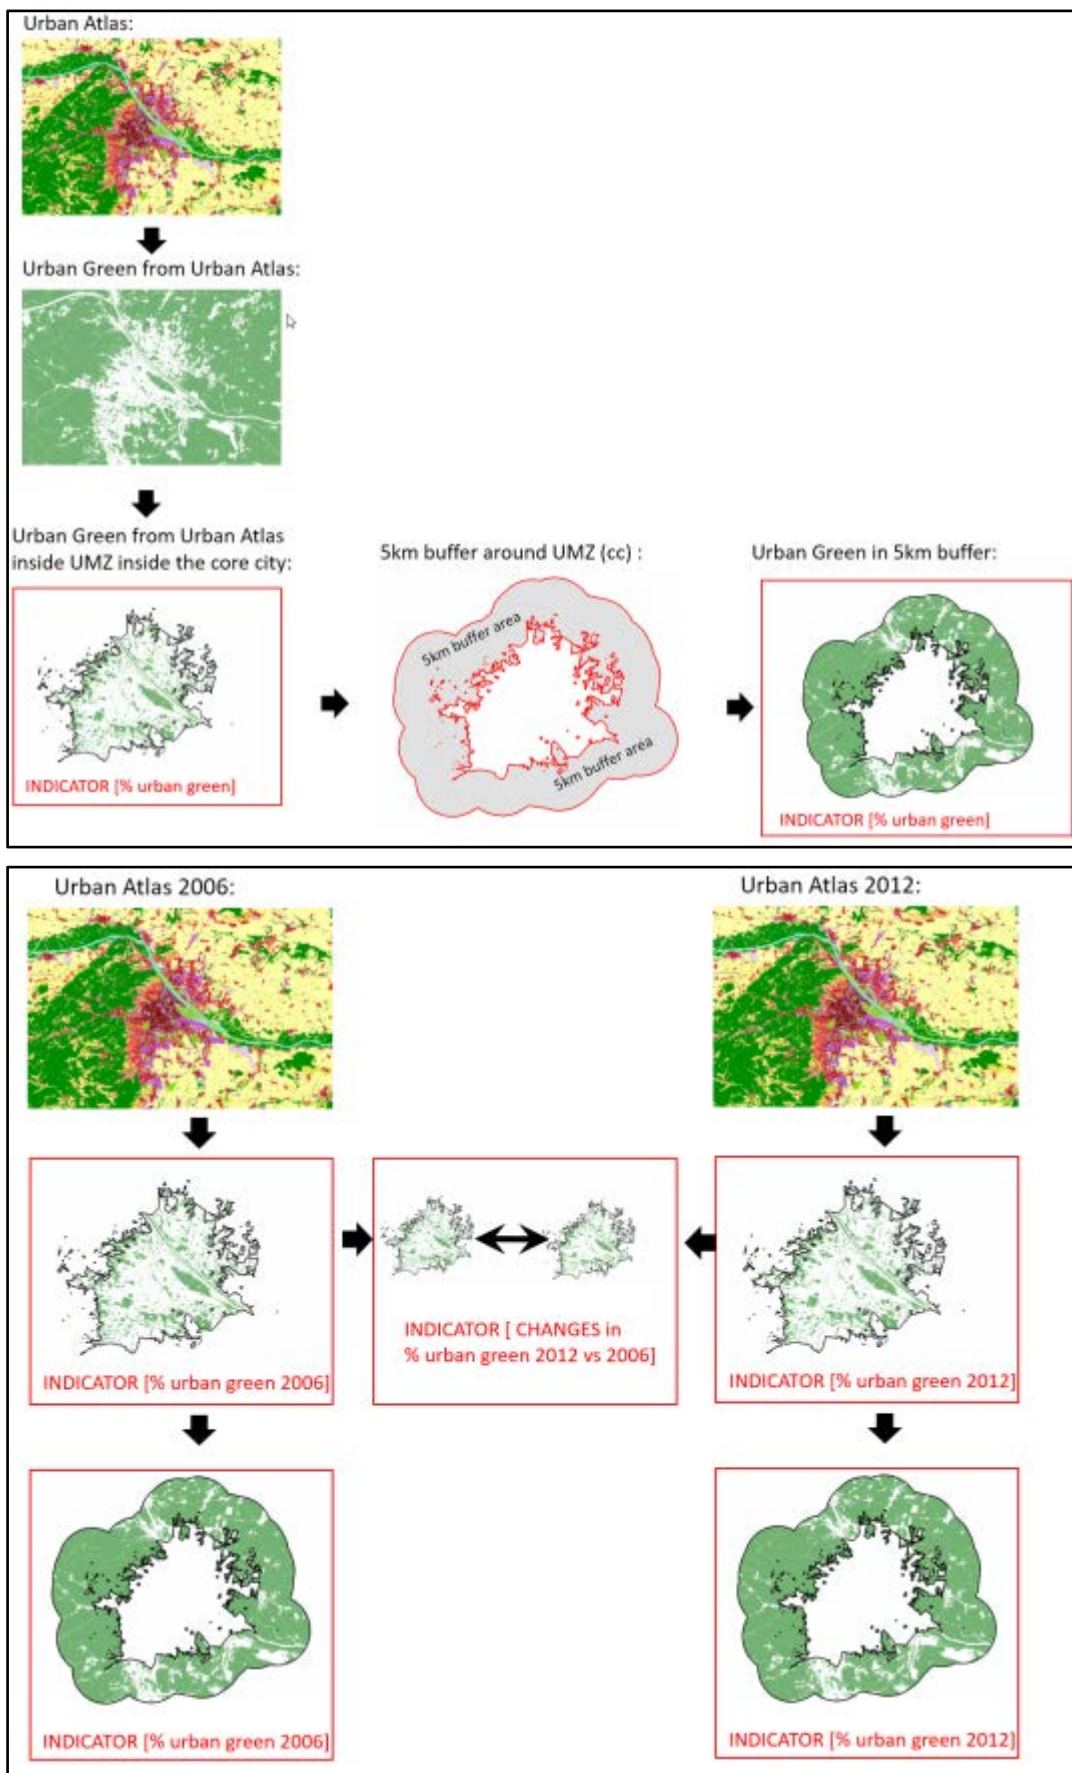 Urban Atlas:
Urban Green from Urban Atlas:
Urban Green from Urban Atlas
inside UMZ inside the core city:
INDICATOR [% urban green]
5km buffer around UMZ (cc) :
5km buffer area
5km buffer area
Urban Green in 5km buffer:
INDICATOR [% urban green]
Urban Atlas 2006:
Urban Atlas 2012:
INDICATOR [% urban green 2006]
INDICATOR [ CHANGES in
% urban green 2012 vs 2006]
INDICATOR [% urban green 2012]
INDICATOR [% urban green 2006]
INDICATOR [% urban green 2012]